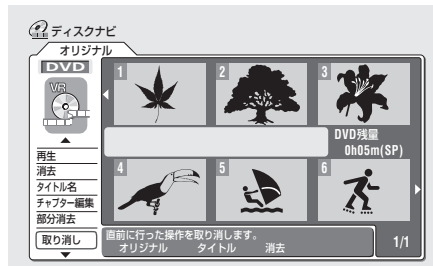 ディスクナビ
オリジナル
DVD
VR
1
2
3
DVD残量
0h05m(SP)
再生
消去
タイトル名
チャプター編集
部分消去
取り消し
4
5
6
直前に行った操作を取り消します。
オリジナル タイトル 消去
1/1